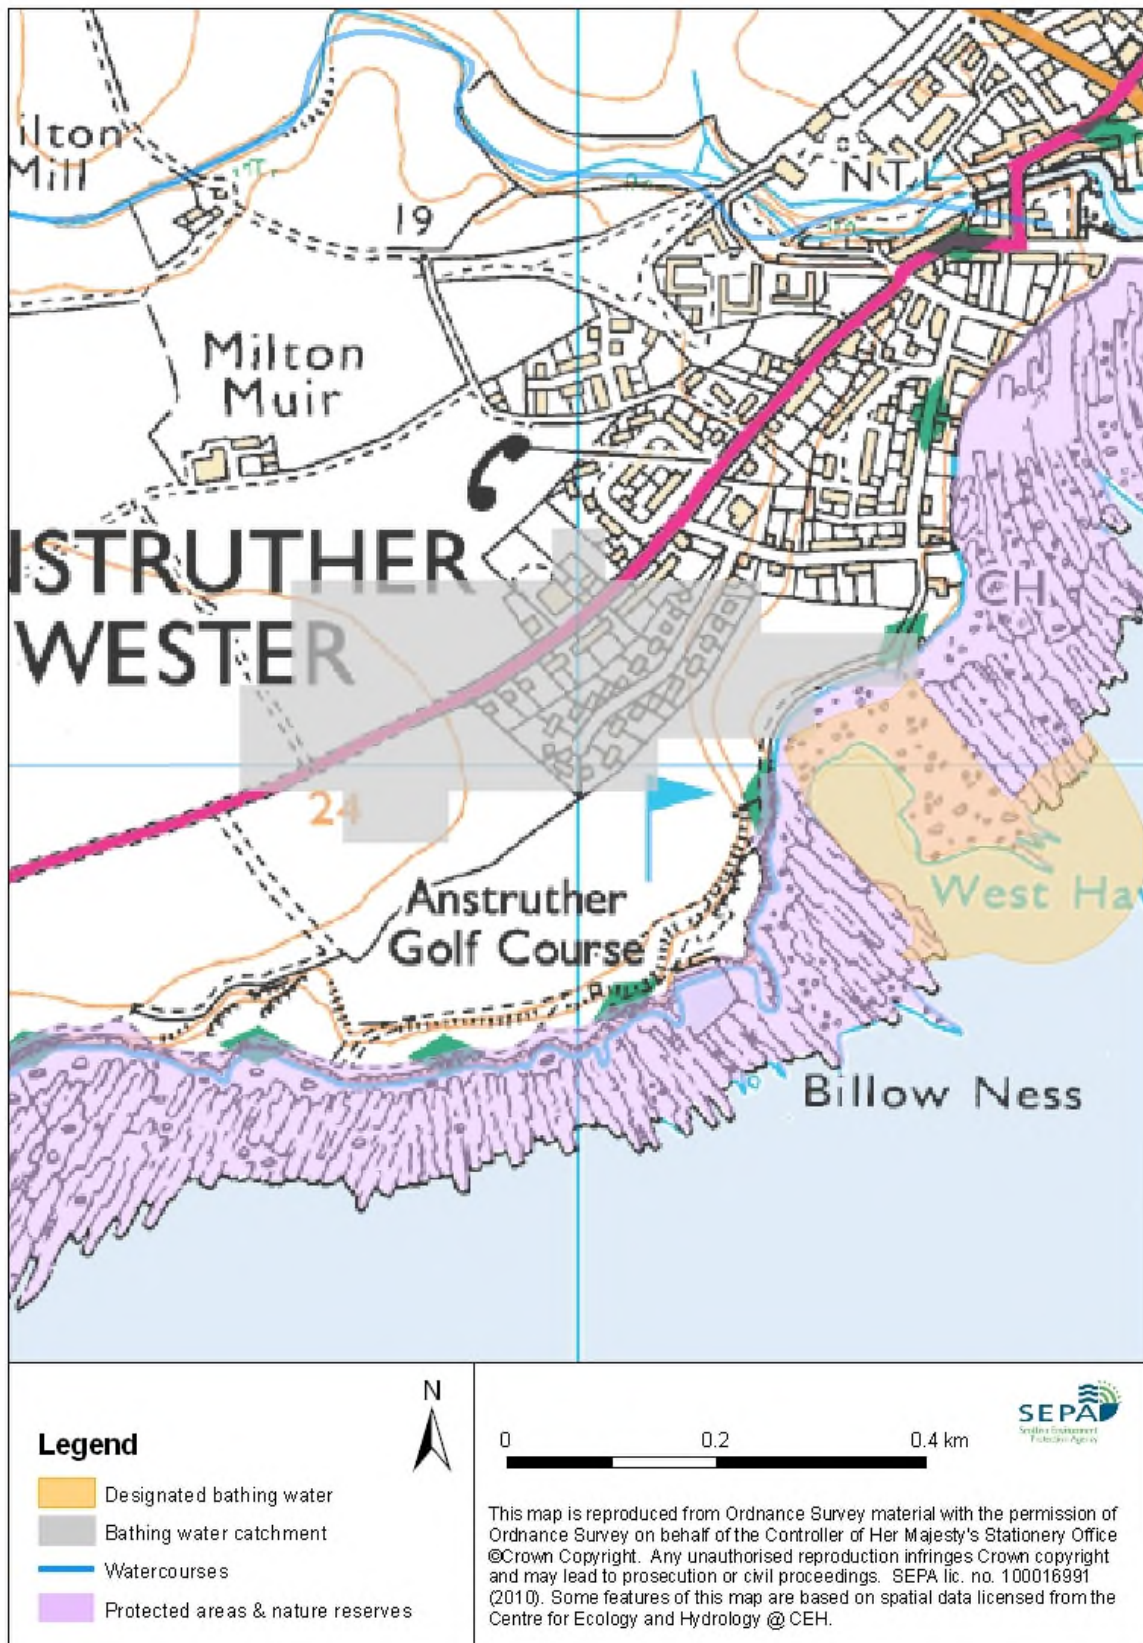 ilton
Mill
19
N T L
Milton
Muir
NSTRUTHER
WESTER
CH
24
Anstruther
Golf Course
West Hav
Billow Ness
Legend
N
Designated bathing water
Bathing water catchment
Watercourses
Protected areas & nature reserves
0 0.2 0.4 km
SEPA
Scottish Environment
Protection Agency
This map is reproduced from Ordnance Survey material with the permission of
Ordnance Survey on behalf of the Controller of Her Majesty's Stationery Office
©Crown Copyright. Any unauthorised reproduction infringes Crown copyright
and may lead to prosecution or civil proceedings. SEPA lic. no. 100016991
(2010). Some features of this map are based on spatial data licensed from the
Centre for Ecology and Hydrology @ CEH.